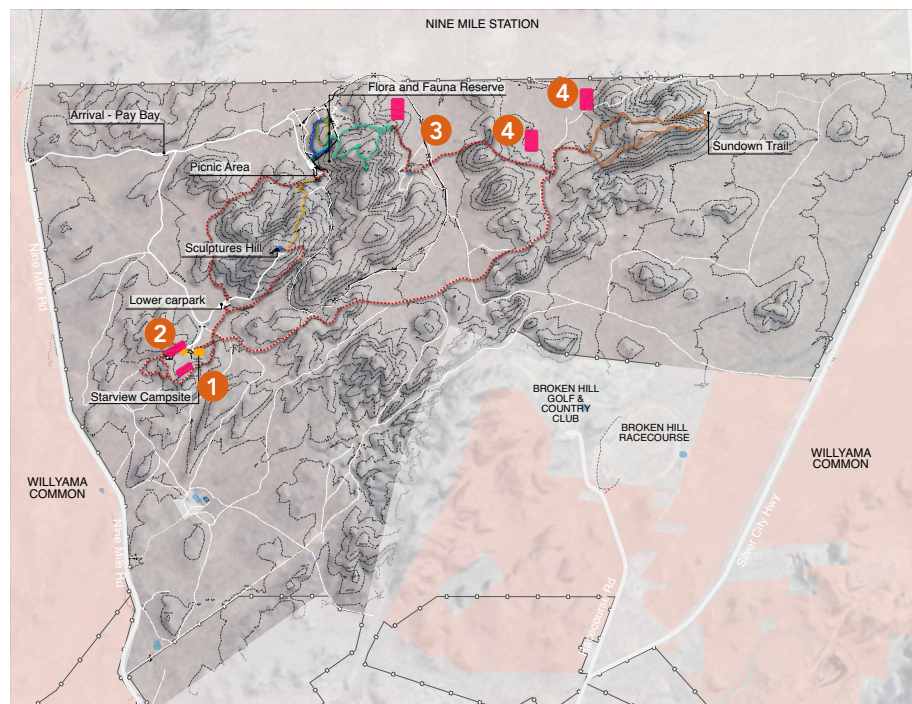 NINE MILE STATION
Flora and Fauna Reserve
4
Arrival - Pay Bay
3
4
Sundown Trail
Picnic Area
Nine Mile Rd
Sculptures Hill
Lower carpark
2
1
Starview Campsite
BROKEN HILL
GOLF &
COUNTRY
CLUB
BROKEN HILL
RACECOURSE
WILLYAMA
COMMON
WILLYAMA
COMMON
Nine Mile Rd
Silver City Hwy
Racecourse Rd